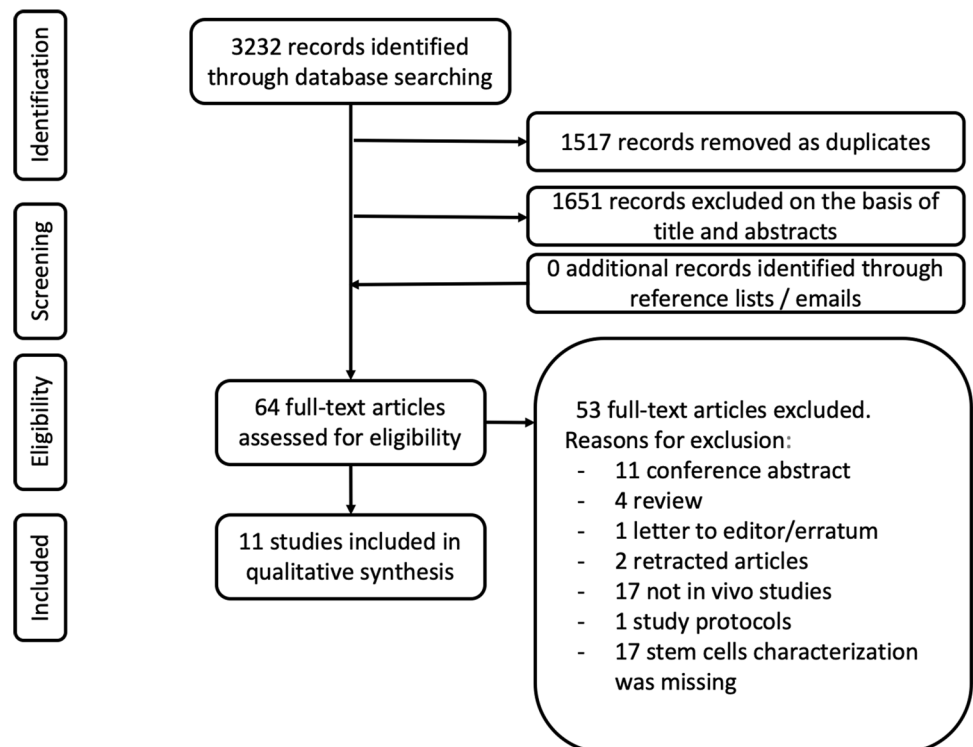 Identification
3232 records identified
through database searching
1517 records removed as duplicates
Screening
1651 records excluded on the basis of
title and abstracts
0 additional records identified through
reference lists / emails
Eligibility
64 full-text articles
assessed for eligibility
53 full-text articles excluded.
Reasons for exclusion:
- 11 conference abstract
- 4 review
- 1 letter to editor/erratum
- 2 retracted articles
- 17 not in vivo studies
- 1 study protocols
- 17 stem cells characterization
was missing
Included
11 studies included in
qualitative synthesis